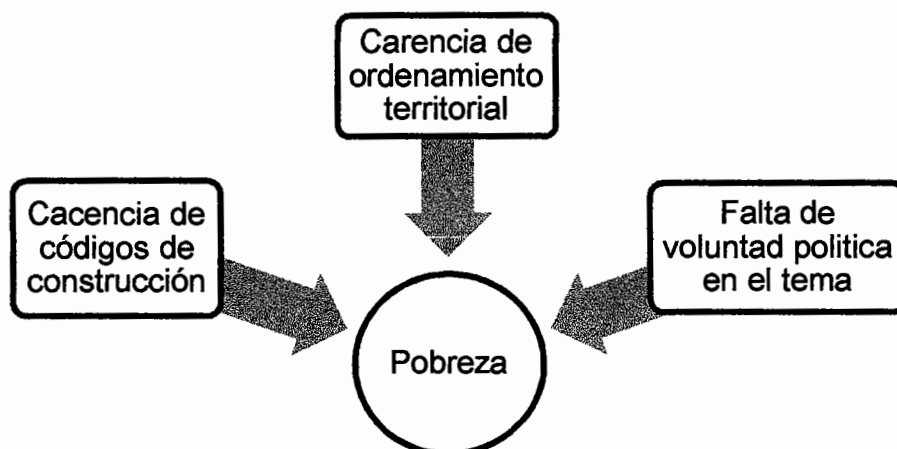 Carencia de
ordenamiento
territorial
Cacencia de
códigos de
construcción
Falta de
voluntad politica
en el tema
Pobreza